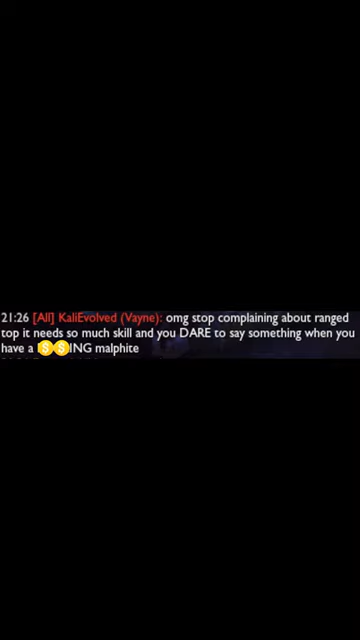 21:26 [All] KaliEvolved (Vayne): omg stop complaining about ranged
top it needs so much skill and you DARE to say something when you
have a ING malphite